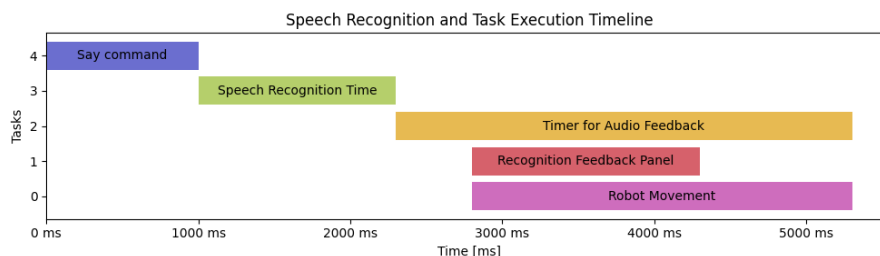 Speech Recognition and Task Execution Timeline
4
Say command
3
Speech Recognition Time
2
Timer for Audio Feedback
1
Recognition Feedback Panel
0
Robot Movement
Tasks
0 ms 1000 ms 2000 ms 3000 ms 4000 ms 5000 ms
Time [ms]